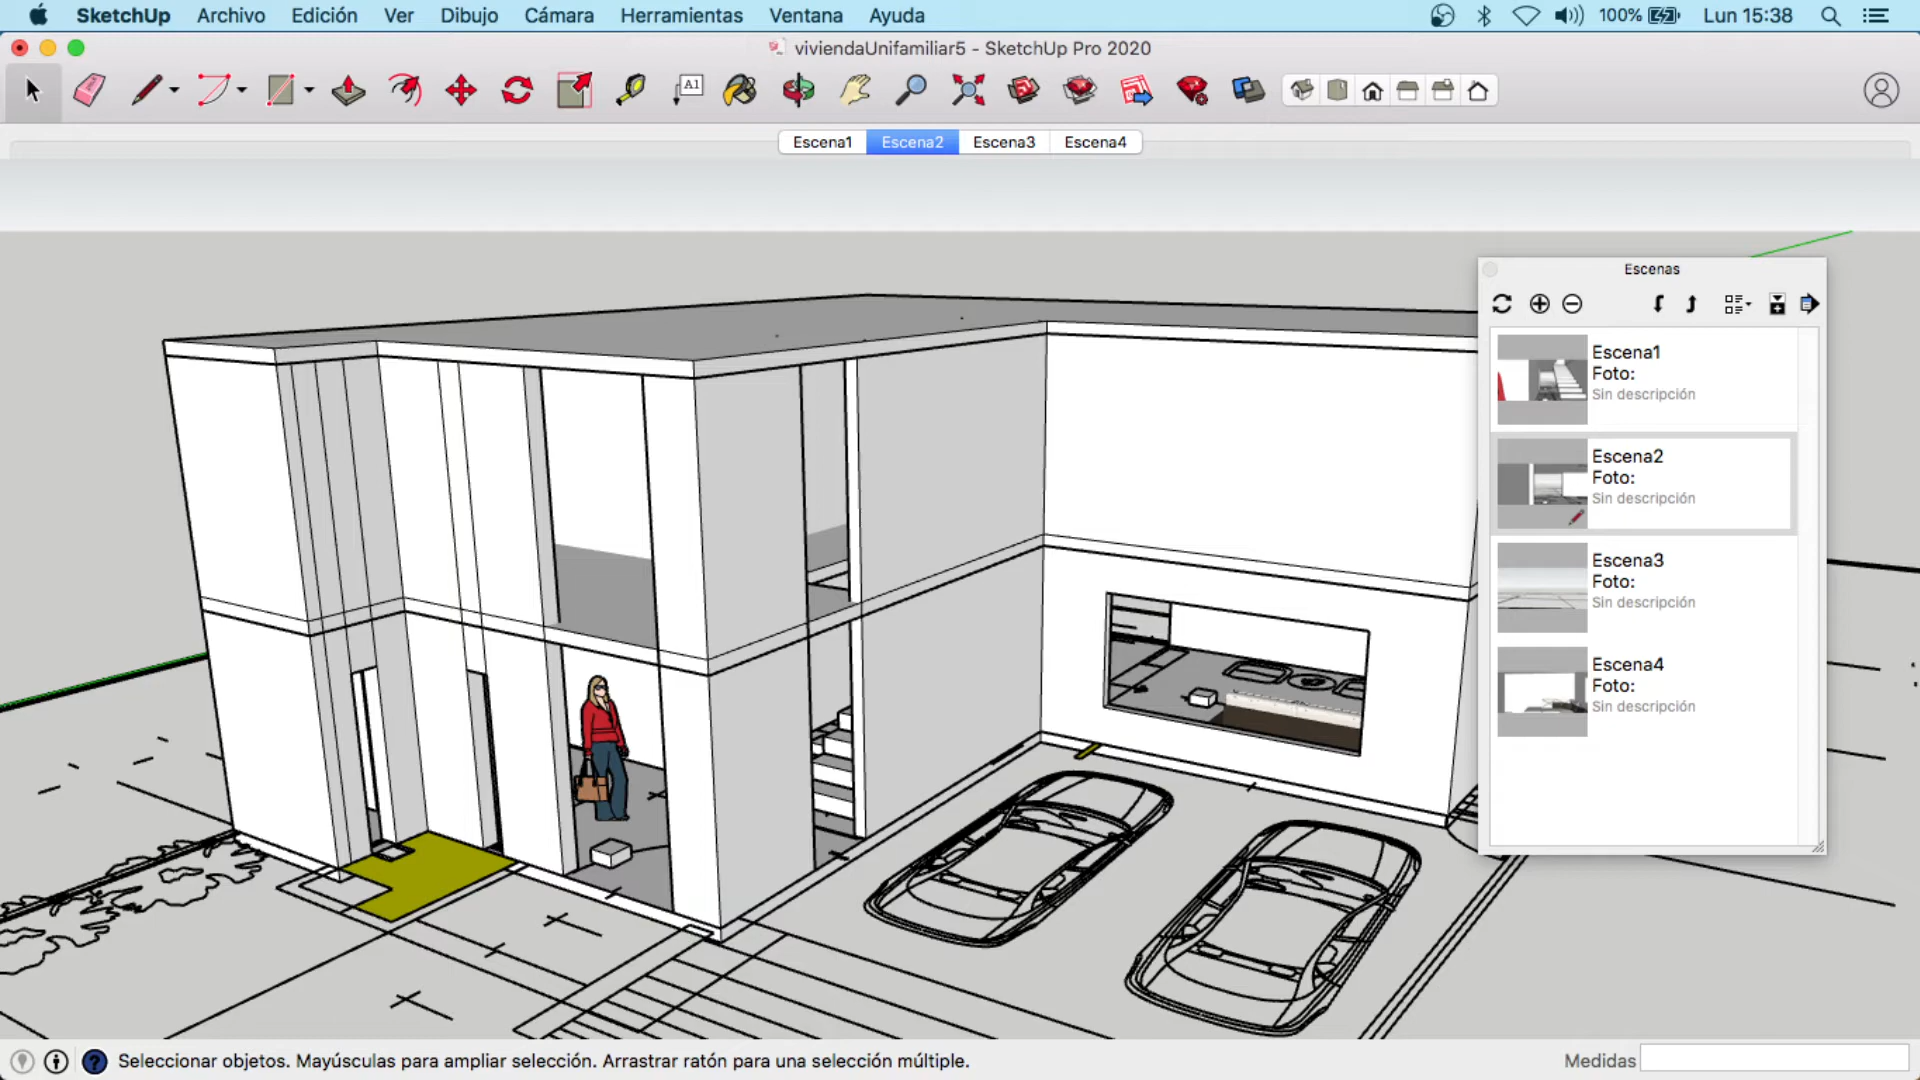 SketchUp Archivo Edición Ver Dibujo Cámara Herramientas Ventana Ayuda 100% Lun 15:38
viviendaUnifamiliar5 - SketchUp Pro 2020
A1
Escena1 Escena2 Escena3 Escena4
Escenas
Escena1
Foto:
Sin descripción
Escena2
Foto:
Sin descripción
Escena3
Foto:
Sin descripción
Escena4
Foto:
Sin descripción
Seleccionar objetos. Mayúsculas para ampliar selección. Arrastrar ratón para una selección múltiple.
Medidas